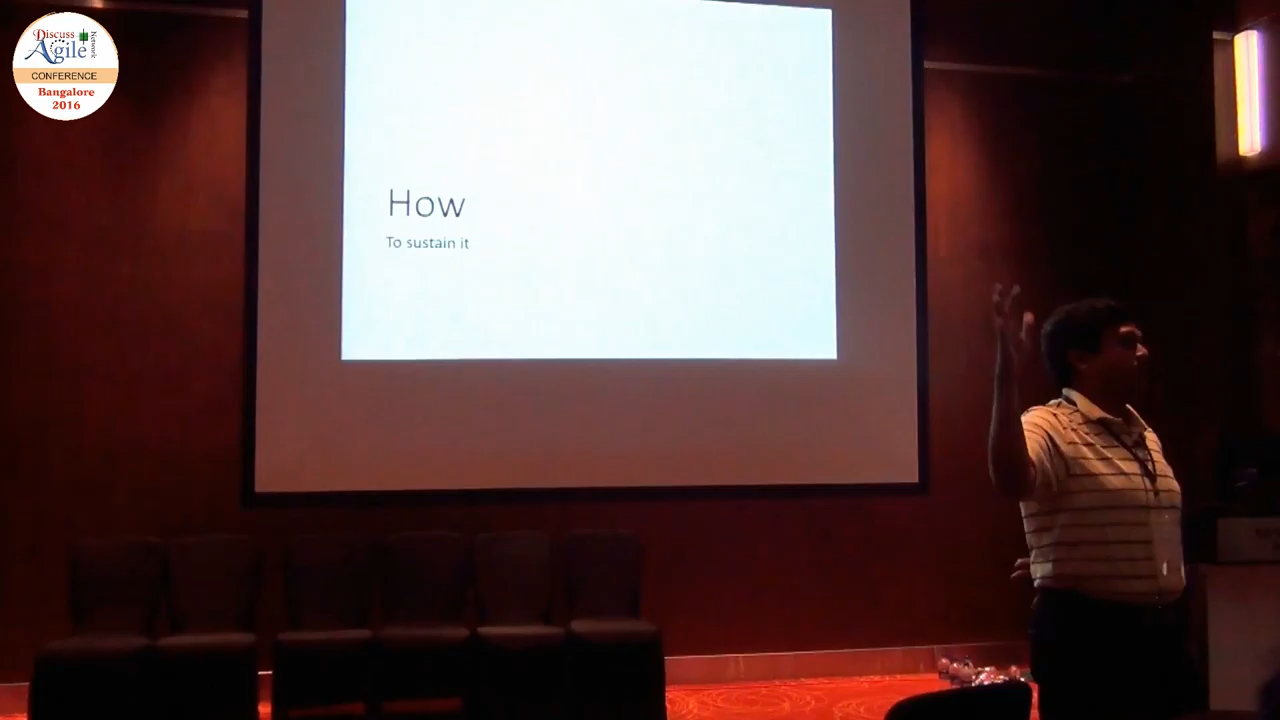 Discuss
Agile
Network
CONFERENCE
Bangalore
2016
How
To sustain it